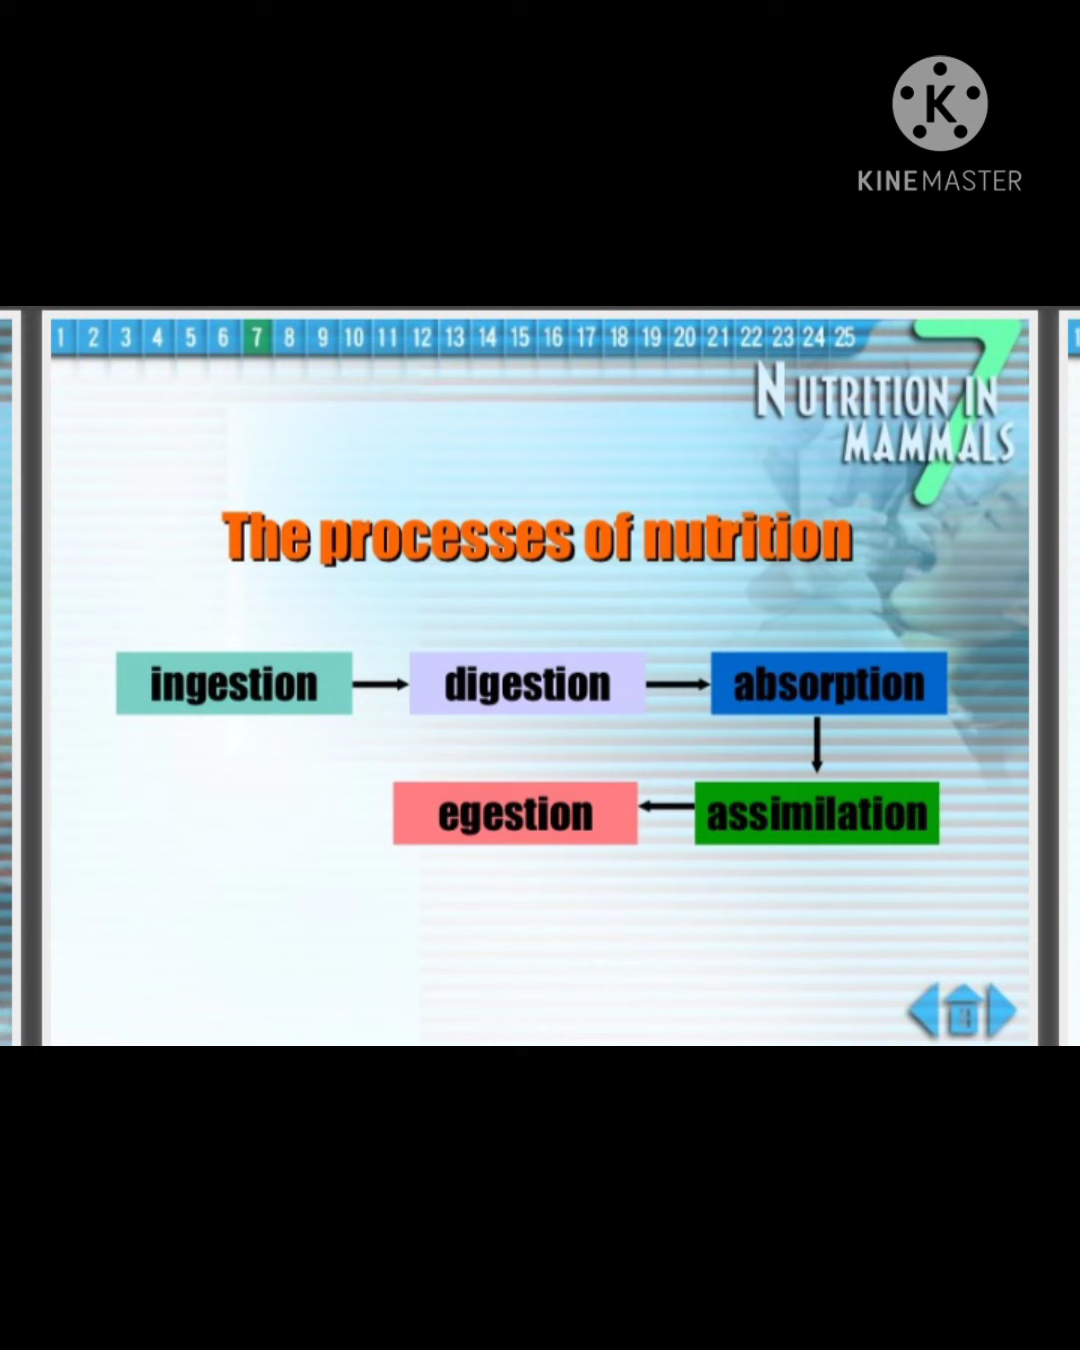 K
KINEMASTER
1 2 3 4 5 6 7 8 9 10 11 12 13 14 15 16 17 18 19 20 21 22 23 24 25
7
NUTRITION IN
MAMMALS
The processes of nutrition
ingestion digestion absorption
egestion assimilation